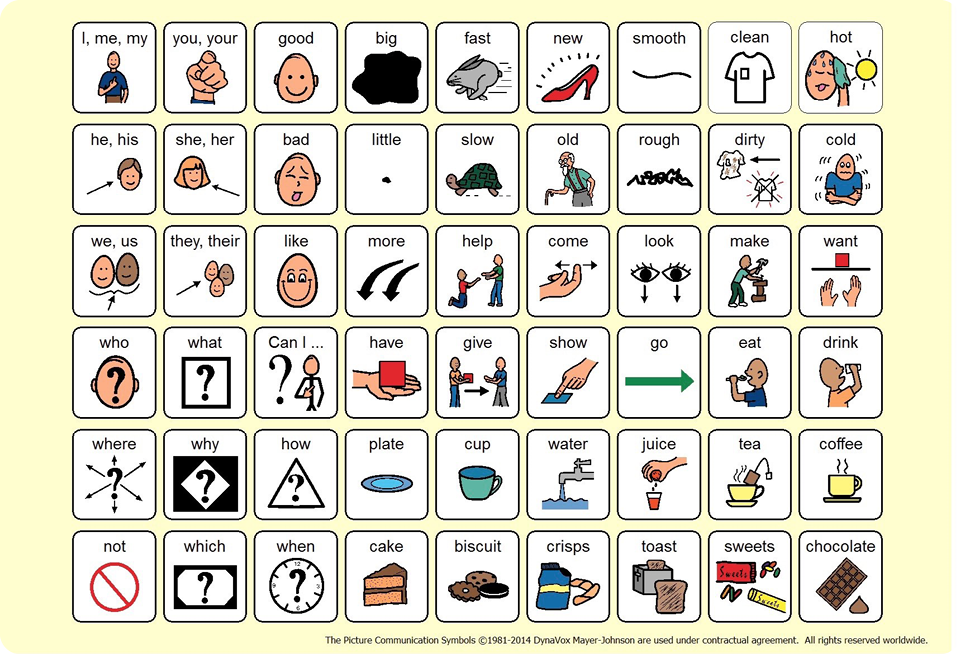 I, me, my you, your good big fast new smooth clean hot
he, his she, her bad little slow old rough dirty cold
we, us they, their like more help come look make want
who what Can I ... have give show go eat drink
? ? ?
where why how plate cup water juice tea coffee
? ? ?
not which when cake biscuit crisps toast sweets chocolate
12
Sweets
? ?
Sweets
The Picture Communication Symbols ©1981-2014 DynaVox Mayer-Johnson are used under contractual agreement. All rights reserved worldwide.